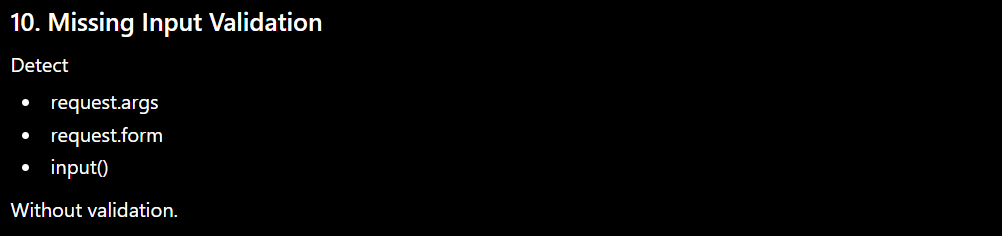 10. Missing Input Validation
Detect
• request.args
• request.form
• input()
Without validation.